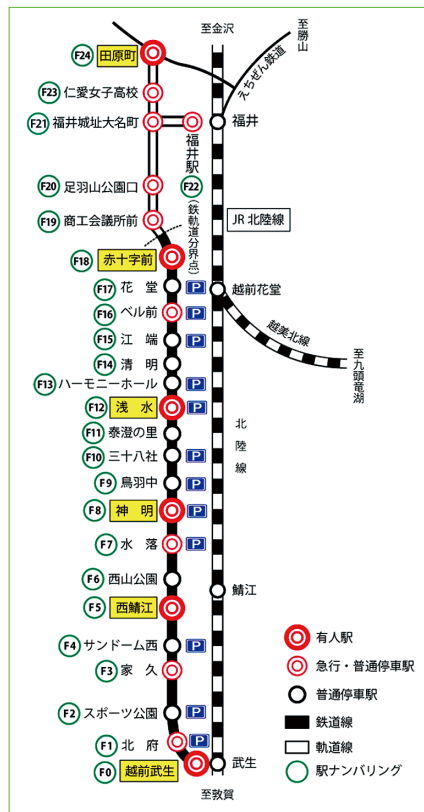 至金沢
至勝山
えちぜん鉄道
F24 田原町
F23 仁愛女子高校
F21 福井城址大名町
福井駅
F22
(鉄軌道分界点)
福井
F20 足羽山公園口
F19 商工会議所前
JR 北陸線
F18 赤十字前
F17 花堂 P
越前花堂
F16 ベル前 P
越美北線
至九頭竜湖
F15 江端 P
F14 清明
F13 ハーモニーホール P
F12 浅水 P
F11 泰澄の里
北陸線
F10 三十八社 P
F9 鳥羽中 P
F8 神明 P
F7 水落 P
F6 西山公園
鯖江
F5 西鯖江
F4 サンドーム西 P
F3 家久
F2 スポーツ公園 P
F1 北府 P
F0 越前武生
武生
至敦賀
有人駅
急行・普通停車駅
普通停車駅
鉄道線
軌道線
駅ナンバリング